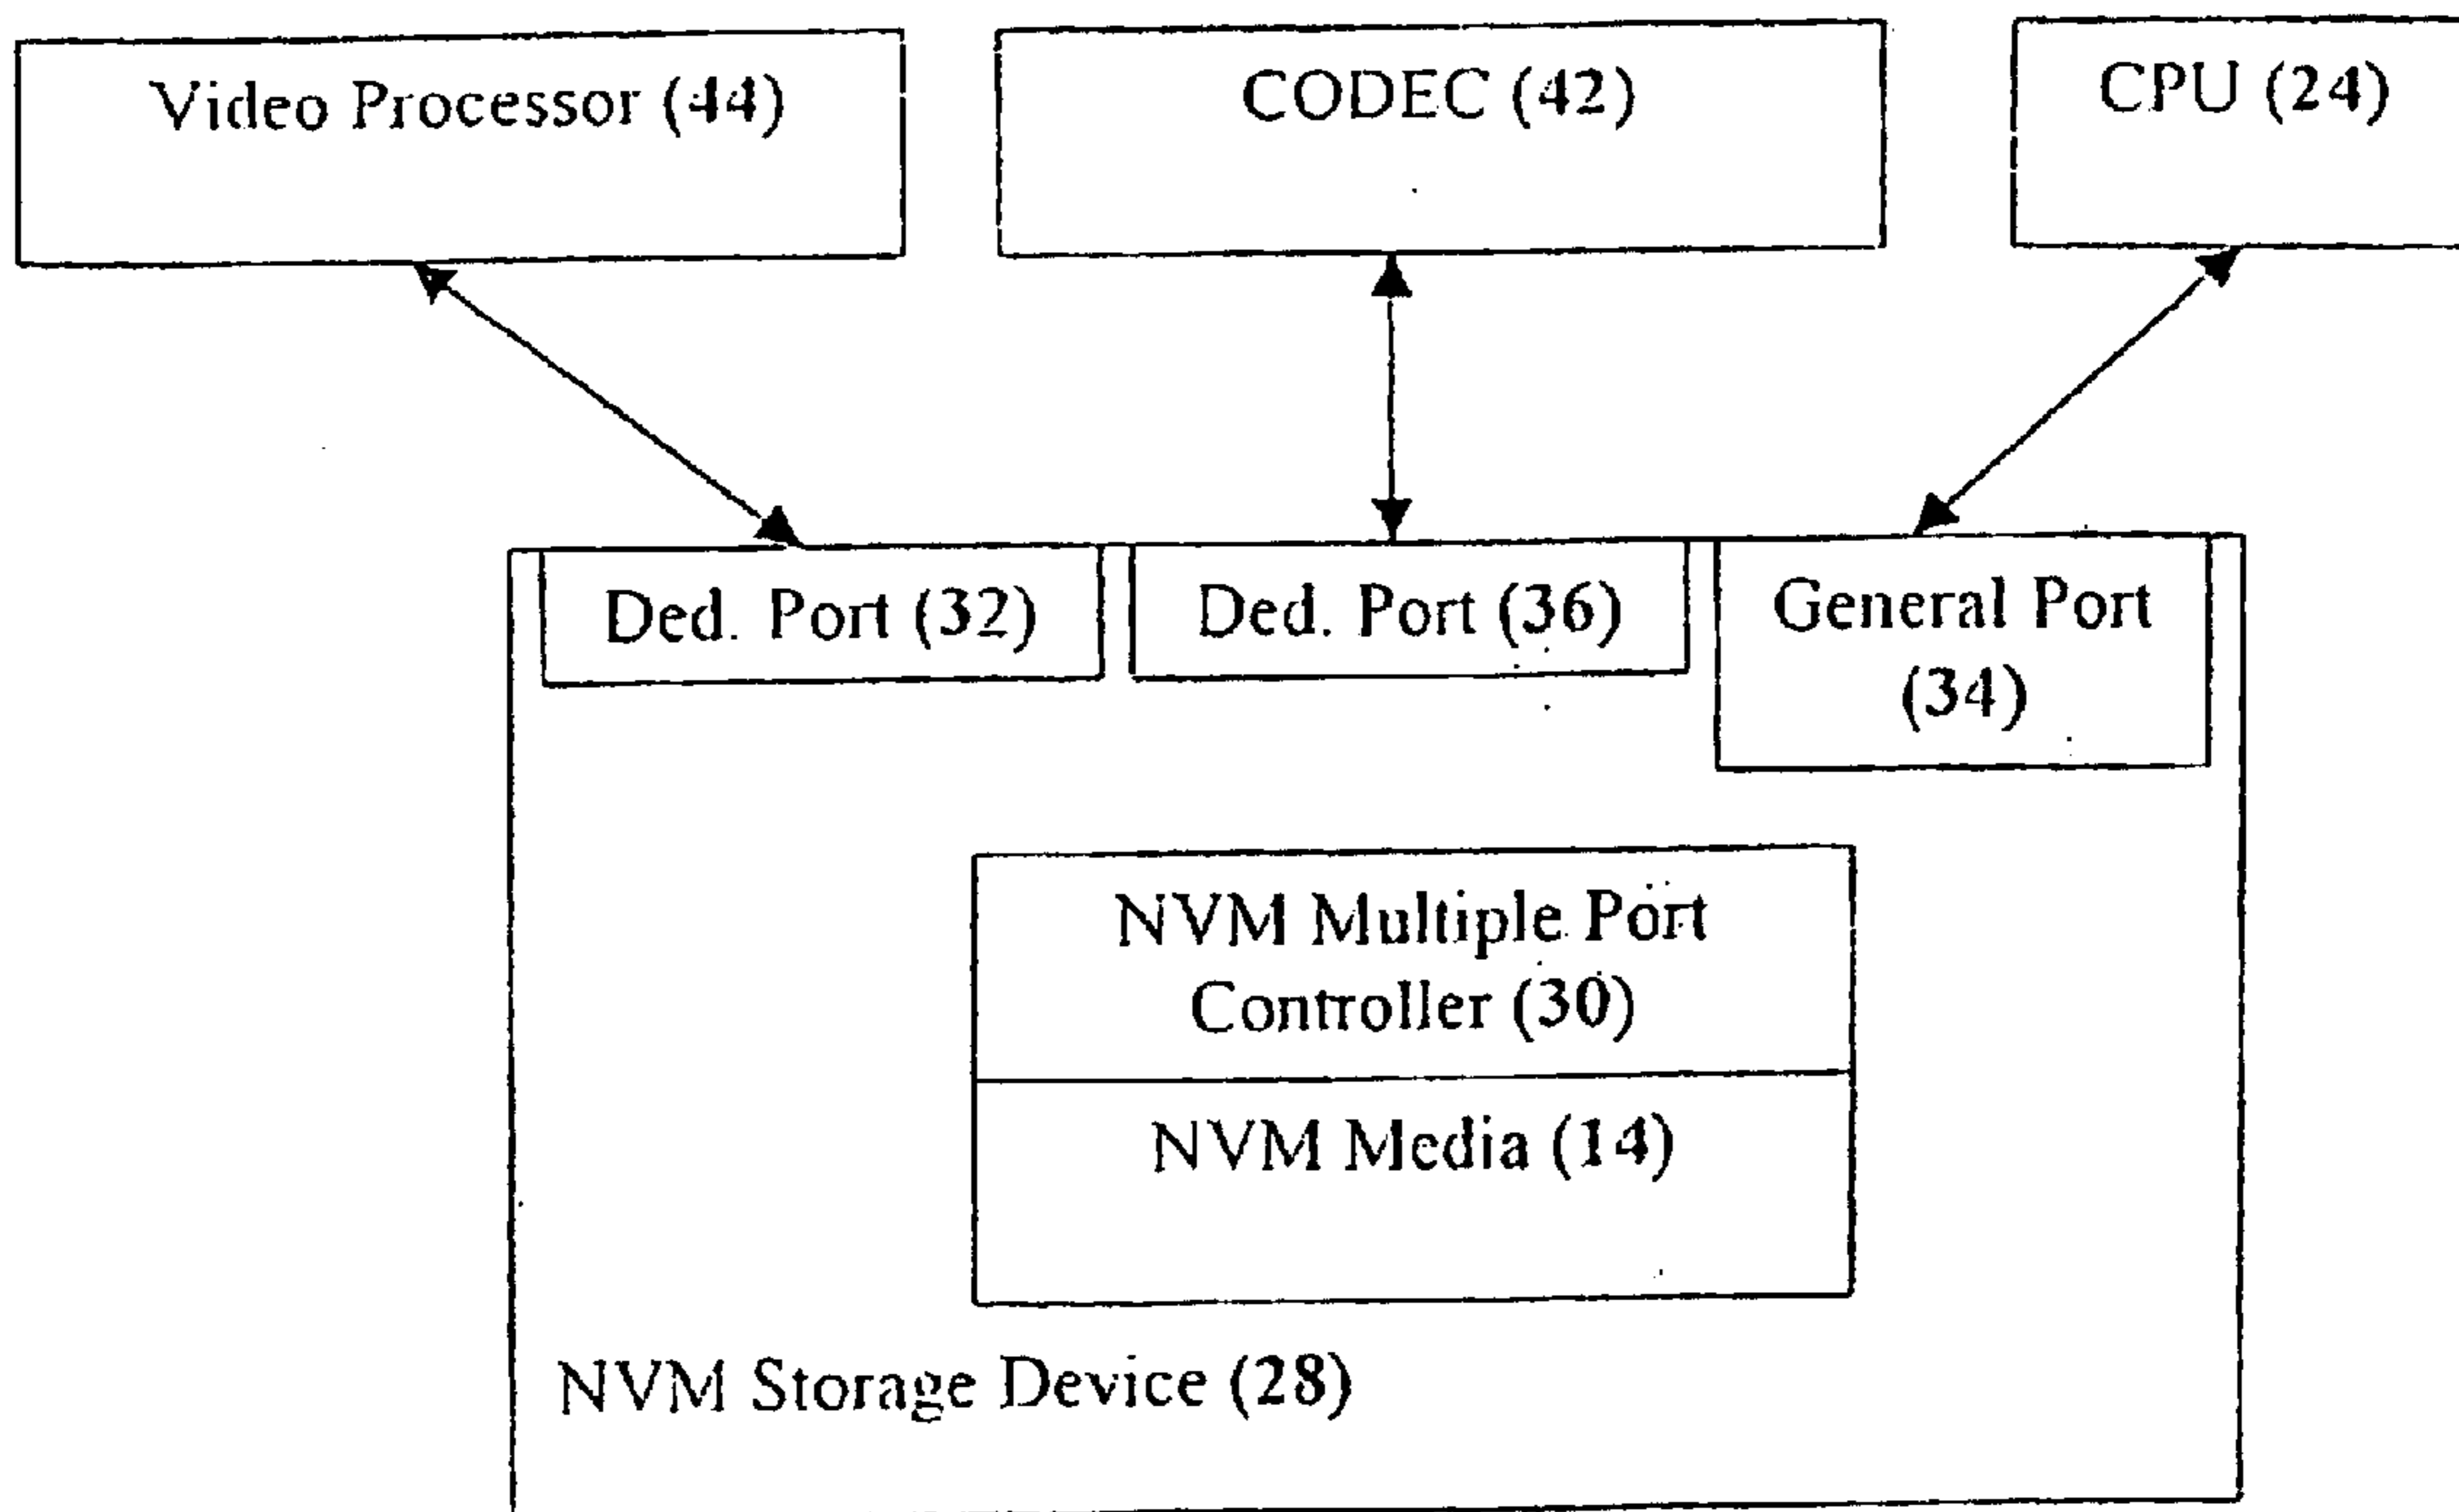 Video Processor (44)
CODEC (42)
CPU (24)
Ded. Port (32)
Ded. Port (36)
General Port
(34)
NVM Multiple Port
Controller (30)
NVM Media (14)
NVM Storage Device (28)